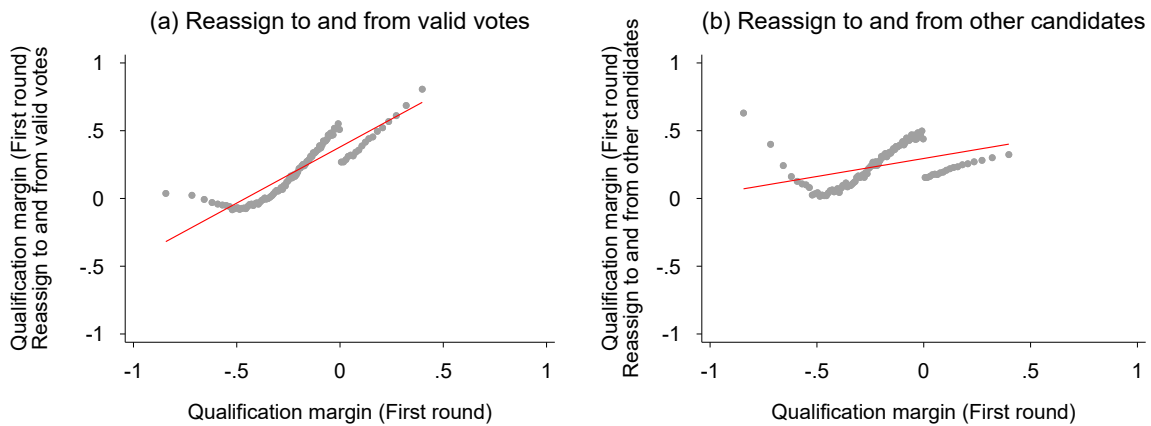 (a) Reassign to and from valid votes
Qualification margin (First round)
Reassign to and from valid votes
1
.5
0
-.5
-1
-1
-.5
0
.5
1
Qualification margin (First round)
(b) Reassign to and from other candidates
Qualification margin (First round)
Reassign to and from other candidates
1
.5
0
-.5
-1
-1
-.5
0
.5
1
Qualification margin (First round)